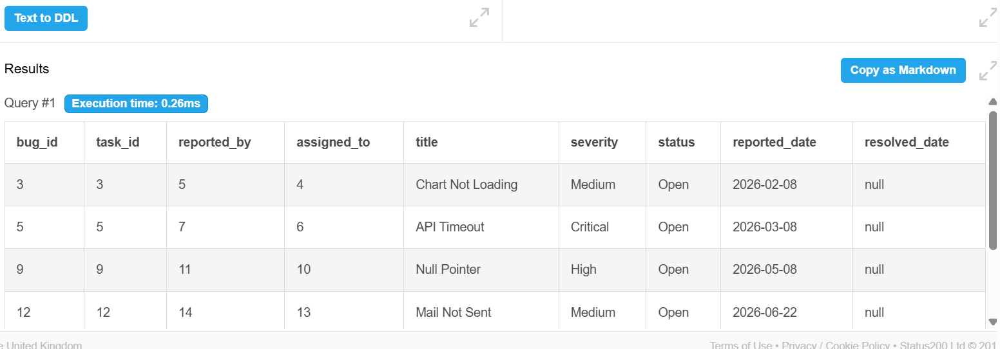 Text to DDL
Results
Copy as Markdown
Query #1 Execution time: 0.26ms
bug_id task_id reported_by assigned_to title severity status reported_date resolved_date
3 3 5 4 Chart Not Loading Medium Open 2026-02-08 null
5 5 7 6 API Timeout Critical Open 2026-03-08 null
9 9 11 10 Null Pointer High Open 2026-05-08 null
12 12 14 13 Mail Not Sent Medium Open 2026-06-22 null
e United Kingdom
Terms of Use • Privacy / Cookie Policy • Status200 Ltd © 201